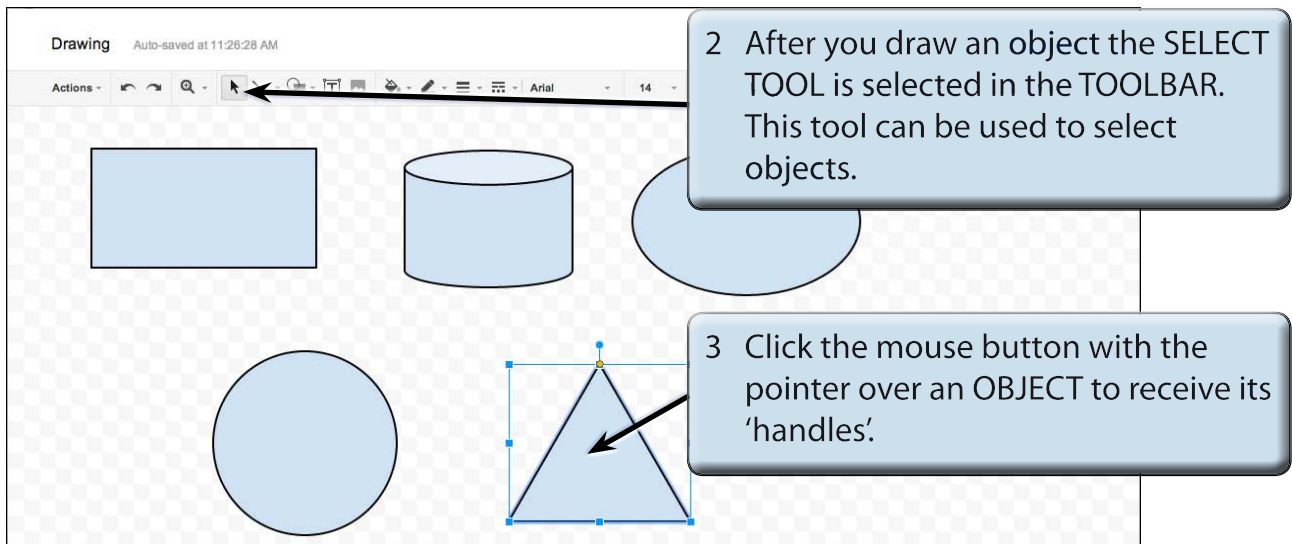 Drawing Auto-saved at 11:26:28 AM
Actions Arial 14
2 After you draw an object the SELECT
TOOL is selected in the TOOLBAR.
This tool can be used to select
objects.
3 Click the mouse button with the
pointer over an OBJECT to receive its
‘handles’.